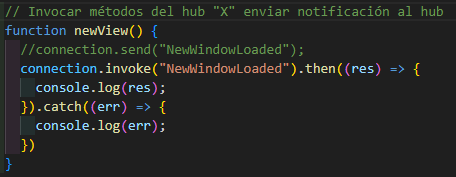 // Invocar métodos del hub "X" enviar notificación al hub
function newView() {
  //connection.send("NewWindowLoaded");
  connection.invoke("NewWindowLoaded").then((res) => {
    console.log(res);
  }).catch((err) => {
    console.log(err);
  })
}